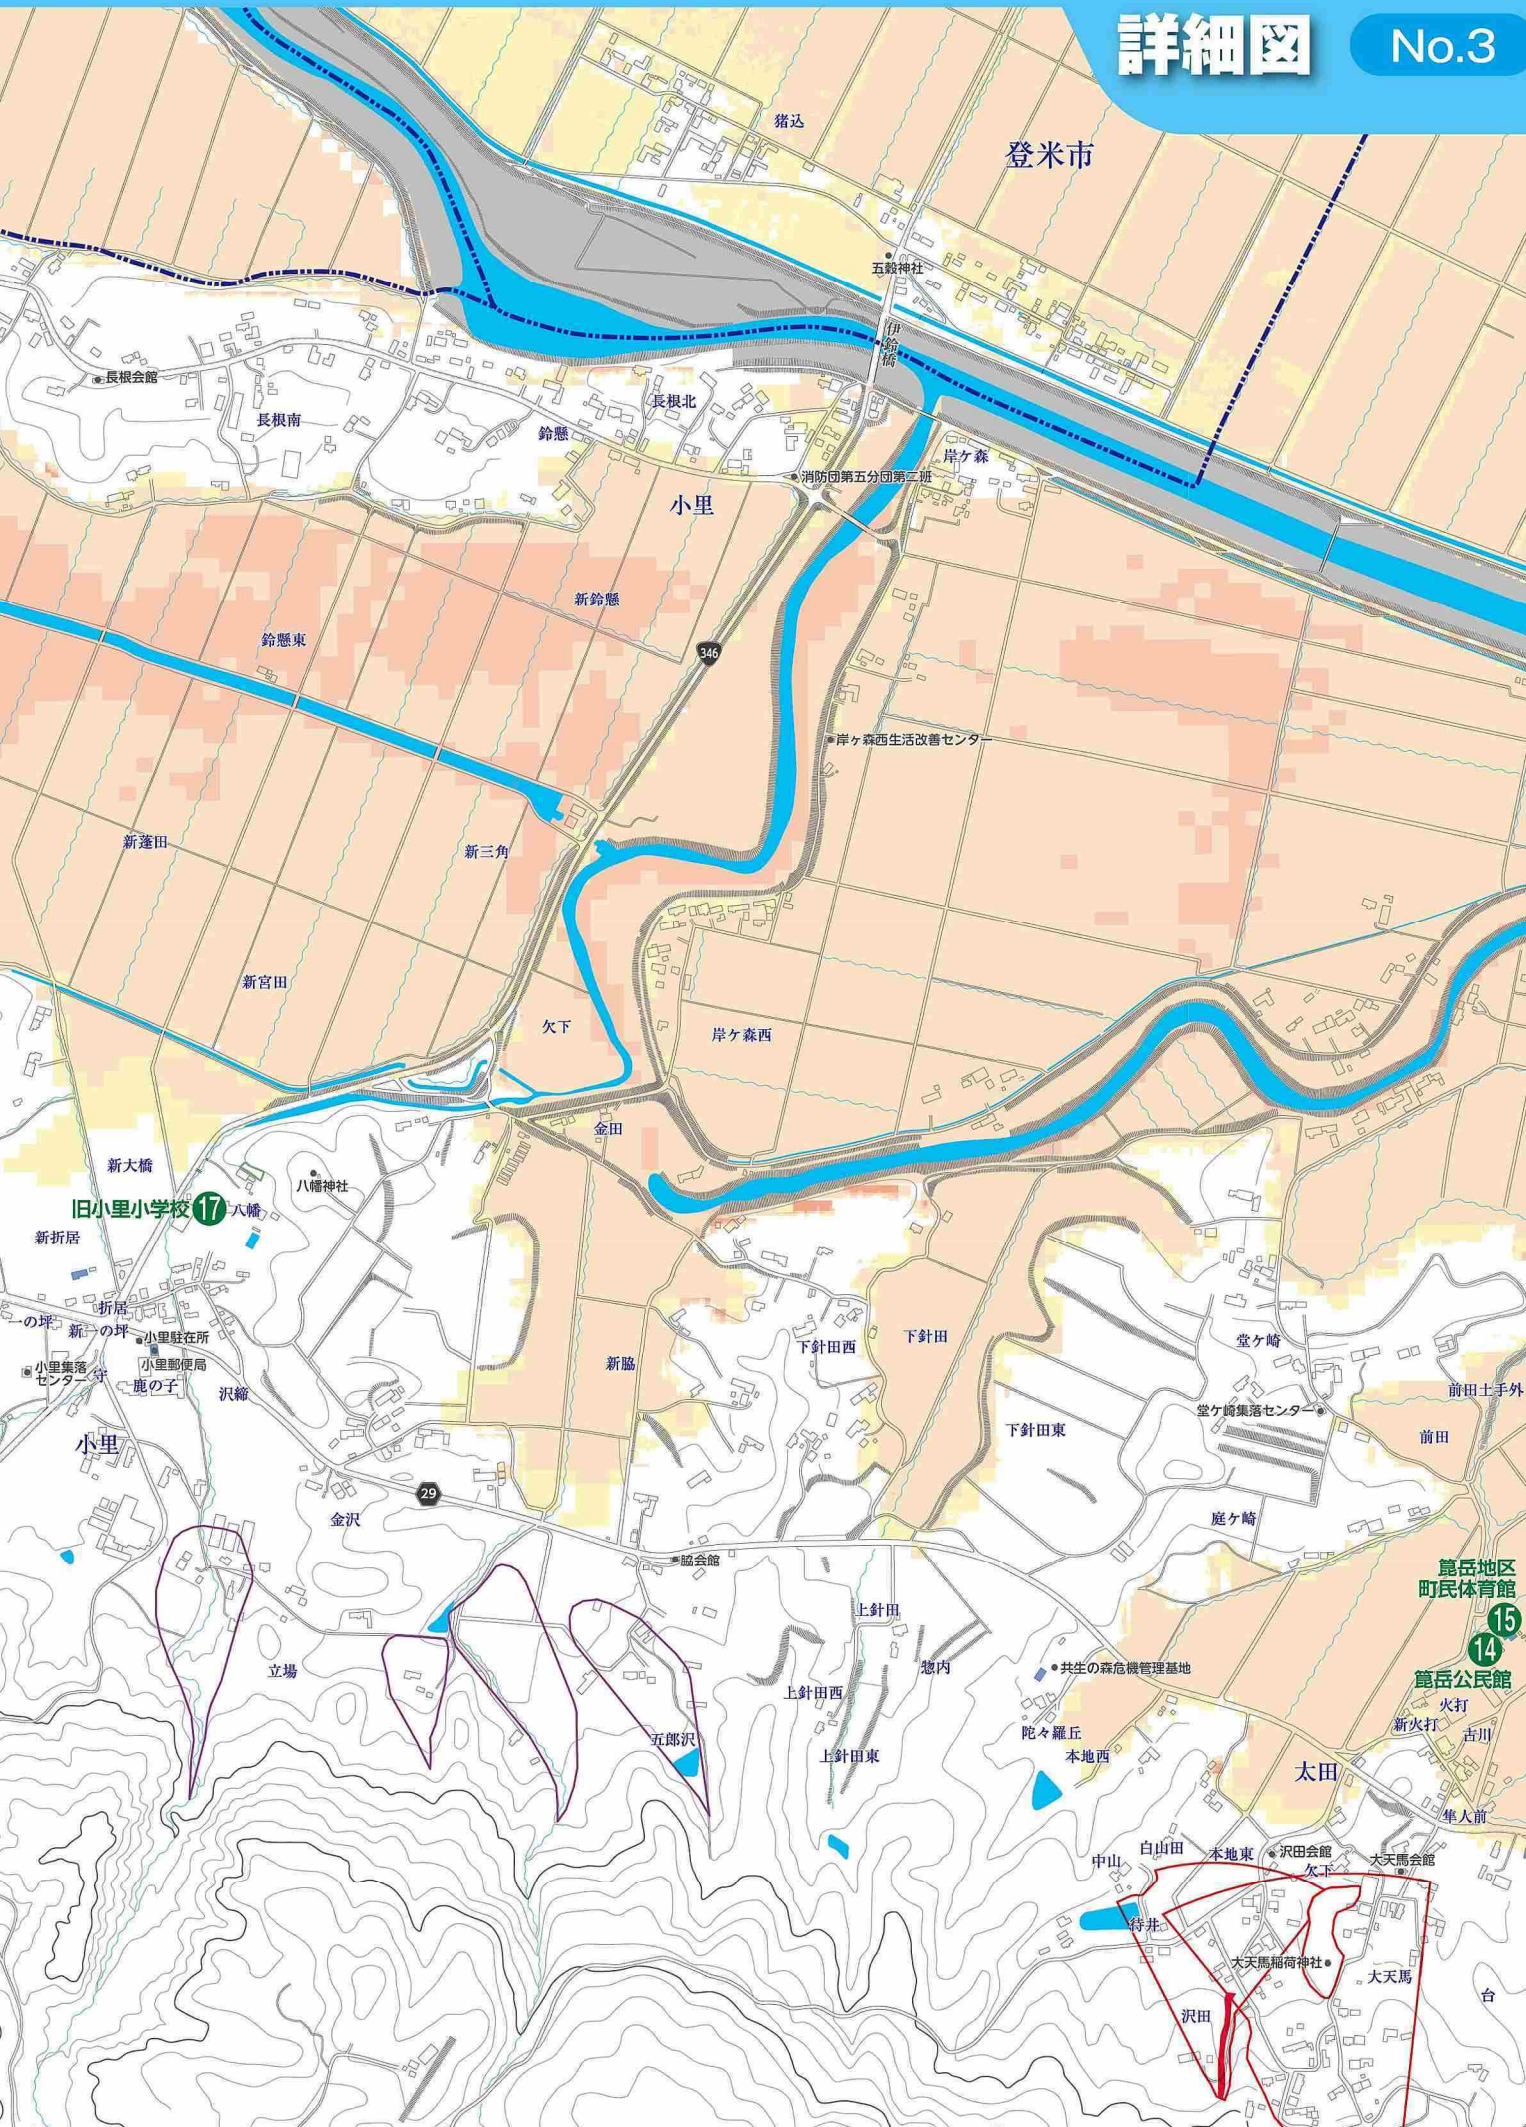 詳細図 No.3
猪込
登米市
五穀神社
伊鈴橋
長根会館
長根南
長根北
鈴懸
岸ケ森
消防団第五分団第二班
小里
新鈴懸
鈴懸東
346
岸ヶ森西生活改善センター
新蓬田
新三角
新宮田
欠下
岸ケ森西
金田
新大橋
八幡神社
旧小里小学校 17
八幡
新折居
折居
一の坪
新一の坪
小里駐在所
小里郵便局
小里集落
センター
守
鹿の子
沢締
小里
新脇
下針田西
下針田
堂ケ崎
前田土手外
堂ケ崎集落センター
前田
下針田東
29
金沢
庭ケ崎
脇会館
箟岳地区
町民体育館
15
14
箟岳公民館
上針田
惣内
共生の森危機管理基地
立場
上針田西
火打
新火打
吉川
五郎沢
上針田東
陀々羅丘
本地西
太田
隼人前
白山田
中山
本地東
沢田会館
欠下
大天馬会館
待井
大天馬稲荷神社
大天馬
台
沢田